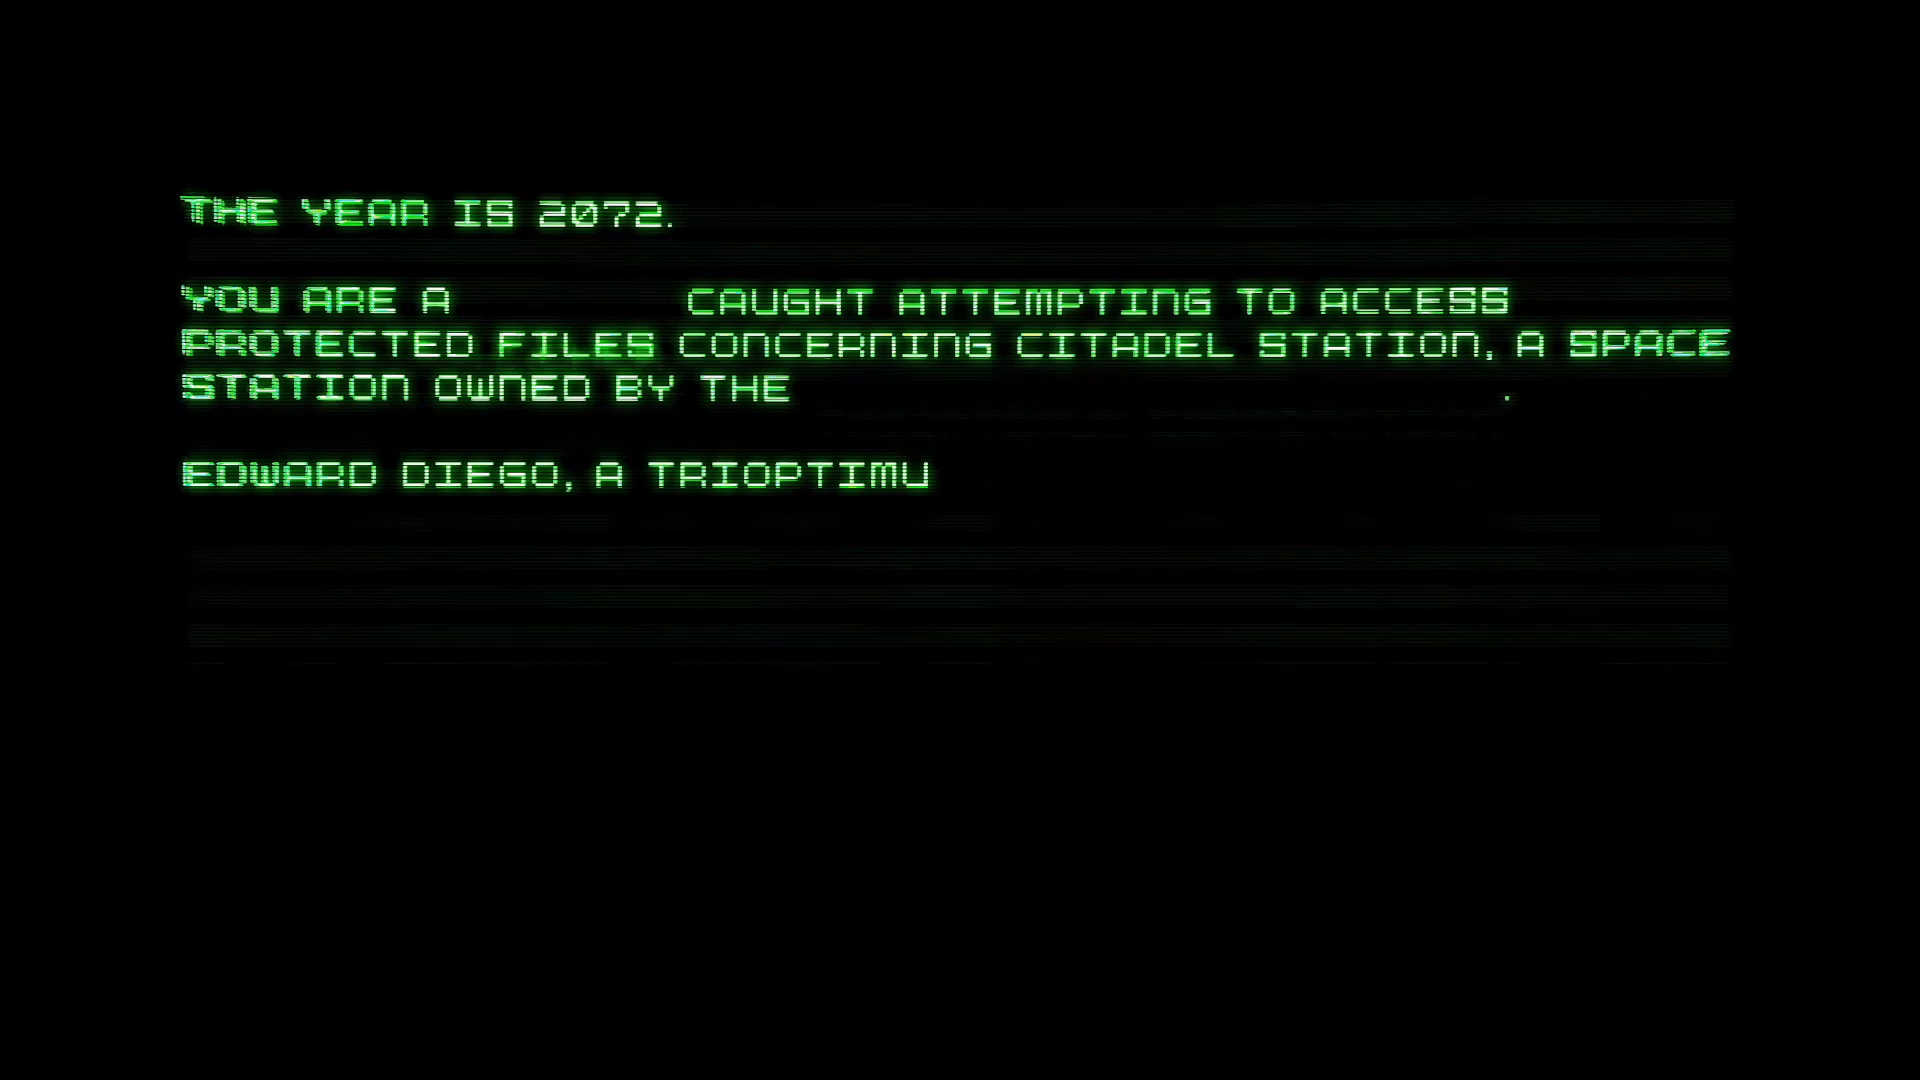 THE YEAR IS 2072.
YOU ARE A CAUGHT ATTEMPTING TO ACCESS
PROTECTED FILES CONCERNING CITADEL STATION, A SPACE
STATION OWNED BY THE .
EDWARD DIEGO, A TRIOPTIMU